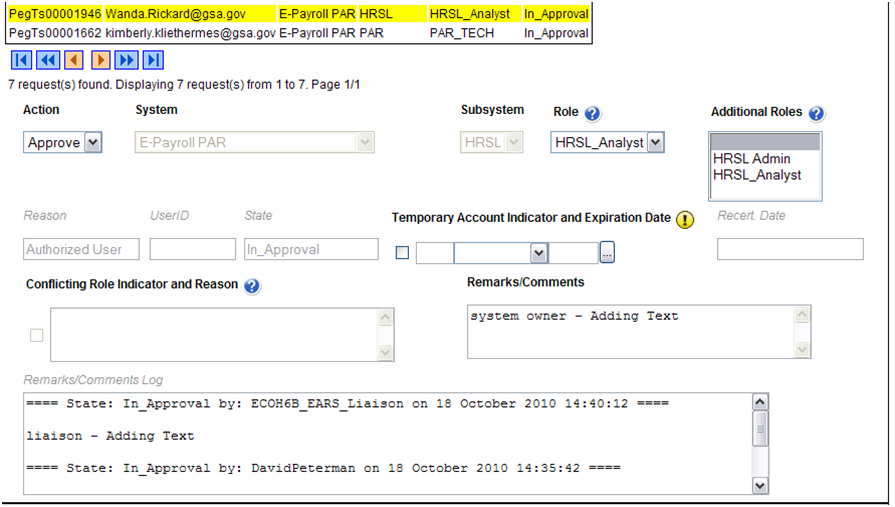 PegTs00001946 Wanda.Rickard@gsa.gov E-Payroll PAR HRSL HRSL_Analyst In_Approval
PegTs00001662 kimberly.kliethermes@gsa.gov E-Payroll PAR PAR PAR_TECH In_Approval
7 request(s) found. Displaying 7 request(s) from 1 to 7. Page 1/1
Action System Subsystem Role ? Additional Roles ?
Approve E-Payroll PAR HRSL HRSL_Analyst
HRSL Admin
HRSL_Analyst
Reason UserID State Temporary Account Indicator and Expiration Date ! Recert. Date
Authorized User In_Approval ...
Conflicting Role Indicator and Reason ? Remarks/Comments
system owner - Adding Text
Remarks/Comments Log
==== State: In_Approval by: ECOH6B_EARS_Liaison on 18 October 2010 14:40:12 ====
liaison - Adding Text
==== State: In_Approval by: DavidPeterman on 18 October 2010 14:35:42 ====